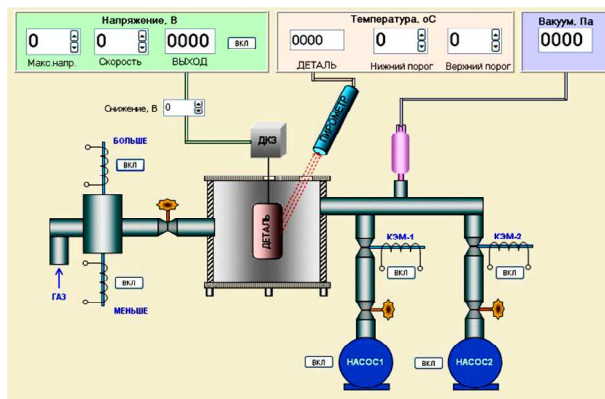 Напряжение, В
0
0
0000
ВКЛ
Макс.напр.
Скорость
ВЫХОД
Температура, оС
0000
0
0
ДЕТАЛЬ
Нижний порог
Верхний порог
Вакуум, Па
0000
Снижение, В
0
ДКЗ
ПИРОМЕТР
БОЛЬШЕ
ВКЛ
ДЕТАЛЬ
КЭМ-1
ВКЛ
КЭМ-2
ВКЛ
ГАЗ
ВКЛ
МЕНЬШЕ
ВКЛ
НАСОС1
ВКЛ
НАСОС2